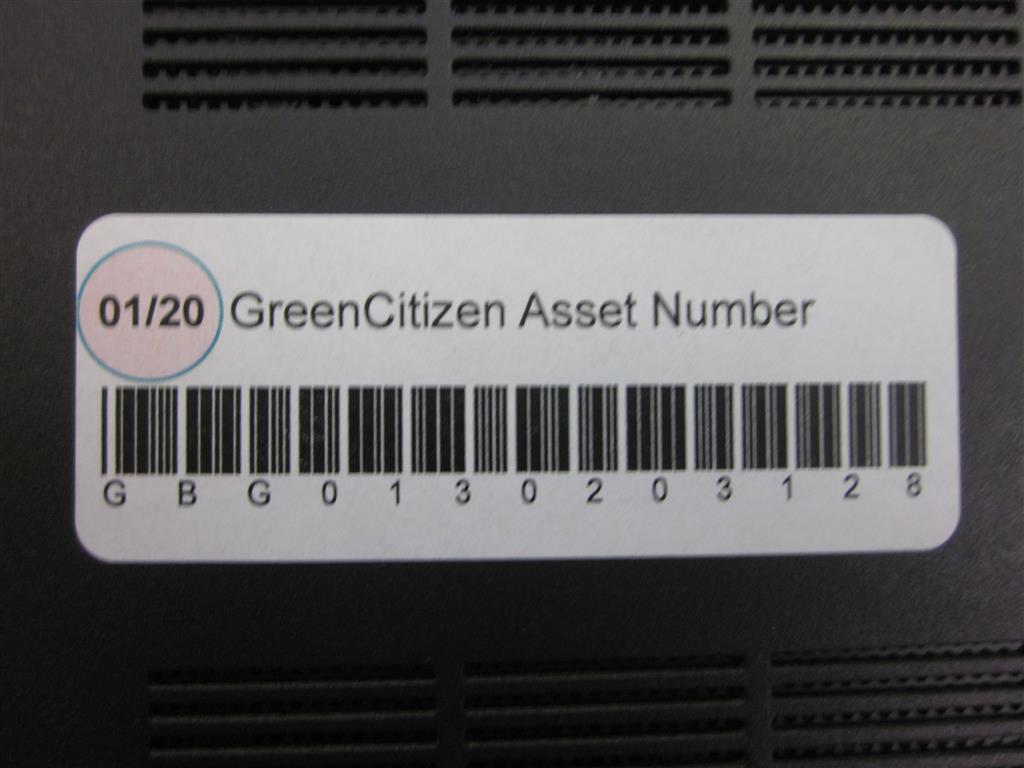 01/20 GreenCitizen Asset Number
G B G 0 1 3 0 2 0 3 1 2 8